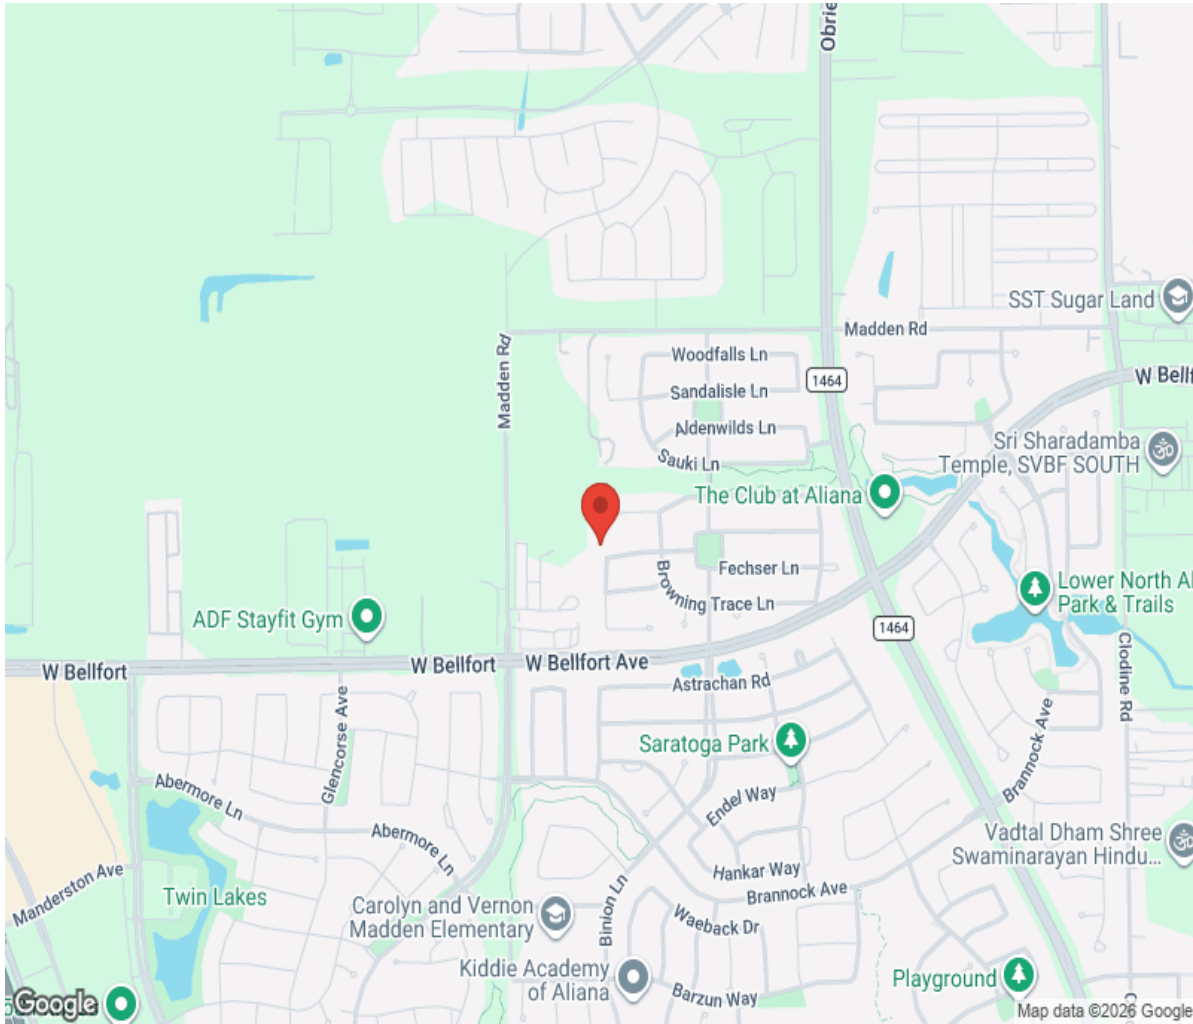 Obrie
SST Sugar Land
Madden Rd
Woodfalls Ln
Madden Rd
1464
W Bellf
Sandalisle Ln
Aldenwilds Ln
Sri Sharadamba
Temple, SVBF SOUTH
Sauki Ln
The Club at Aliana
Fechser Ln
Lower North Al
Park & Trails
Browning Trace Ln
ADF Stayfit Gym
1464
W Bellfort
W Bellfort
W Bellfort Ave
Clodine Rd
Astrachan Rd
Glencorse Ave
Saratoga Park
Brannock Ave
Abermore Ln
Endel Way
Abermore Ln
Vadtal Dham Shree
Swaminarayan Hindu...
Hankar Way
Manderston Ave
Brannock Ave
Twin Lakes
Carolyn and Vernon
Madden Elementary
Binion Ln
Waeback Dr
Kiddie Academy
of Aliana
Playground
Barzun Way
Google
Map data ©2026 Google